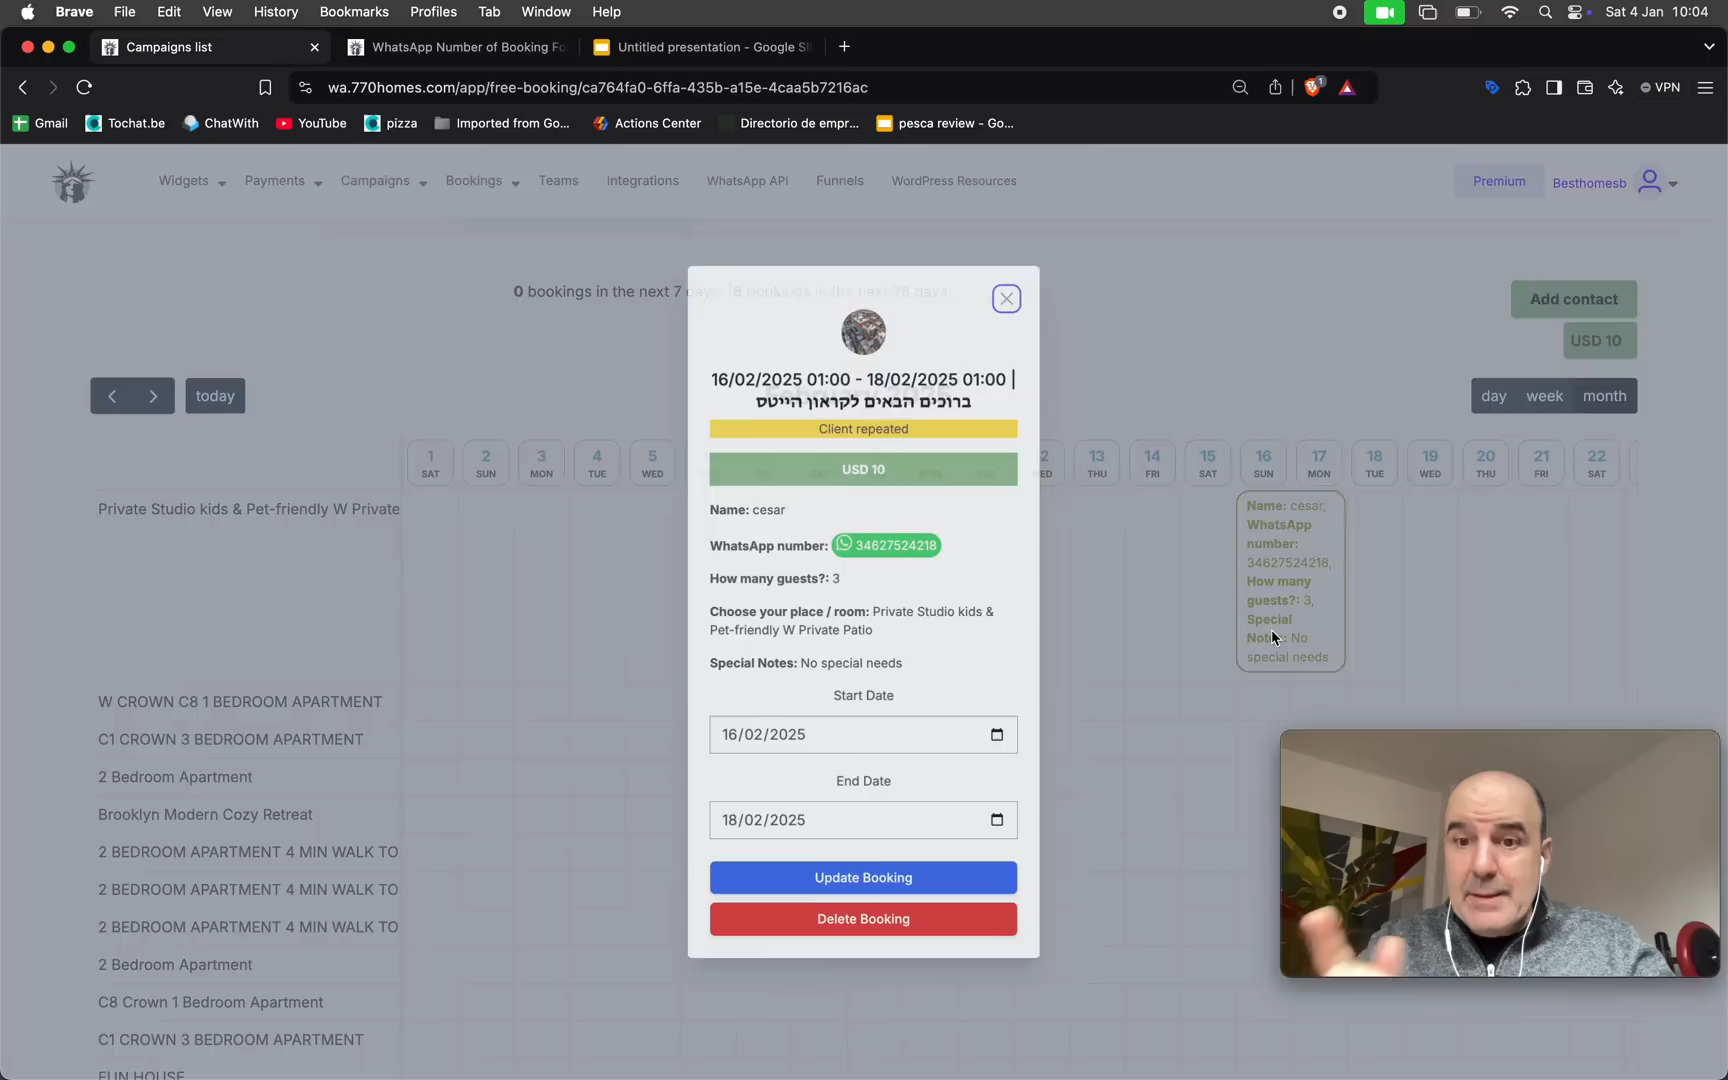 Brave File Edit View History Bookmarks Profiles Tab Window Help
Sat 4 Jan 10:04
Campaigns list
WhatsApp Number of Booking Fo
Untitled presentation - Google Sli
wa.770homes.com/app/free-booking/ca764fa0-6ffa-435b-a15e-4caa5b7216ac
1
VPN
Gmail
Tochat.be
ChatWith
YouTube
pizza
Imported from Go...
Actions Center
Directorio de empr...
pesca review - Go...
Widgets
Payments
Campaigns
Bookings
Teams
Integrations
WhatsApp API
Funnels
WordPress Resources
Premium
Besthomesb
0 bookings in the next 7 days
Add contact
USD 10
today
day week month
1 SAT
2 SUN
3 MON
4 TUE
5 WED
13 THU
14 FRI
15 SAT
16 SUN
17 MON
18 TUE
19 WED
20 THU
21 FRI
22 SAT
Private Studio kids & Pet-friendly W Private
W CROWN C8 1 BEDROOM APARTMENT
C1 CROWN 3 BEDROOM APARTMENT
2 Bedroom Apartment
Brooklyn Modern Cozy Retreat
2 BEDROOM APARTMENT 4 MIN WALK TO
2 BEDROOM APARTMENT 4 MIN WALK TO
2 BEDROOM APARTMENT 4 MIN WALK TO
2 Bedroom Apartment
C8 Crown 1 Bedroom Apartment
C1 CROWN 3 BEDROOM APARTMENT
FUN HOUSE
Name: cesar,
WhatsApp
number:
34627524218,
How many
guests?: 3,
Special
Notes: No
special needs
16/02/2025 01:00 - 18/02/2025 01:00 |
ברוכים הבאים לקראון הייטס
Client repeated
USD 10
Name: cesar
WhatsApp number: 34627524218
How many guests?: 3
Choose your place / room: Private Studio kids &
Pet-friendly W Private Patio
Special Notes: No special needs
Start Date
16/02/2025
End Date
18/02/2025
Update Booking
Delete Booking